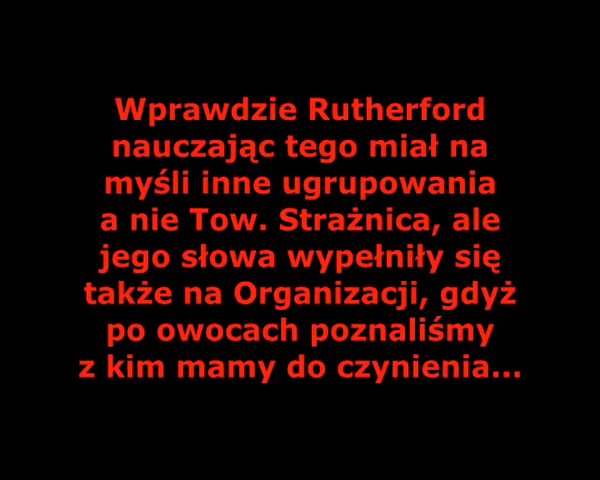 Wprawdzie Rutherford
nauczając tego miał na
myśli inne ugrupowania
a nie Tow. Strażnica, ale
jego słowa wypełniły się
także na Organizacji, gdyż
po owocach poznaliśmy
z kim mamy do czynienia...